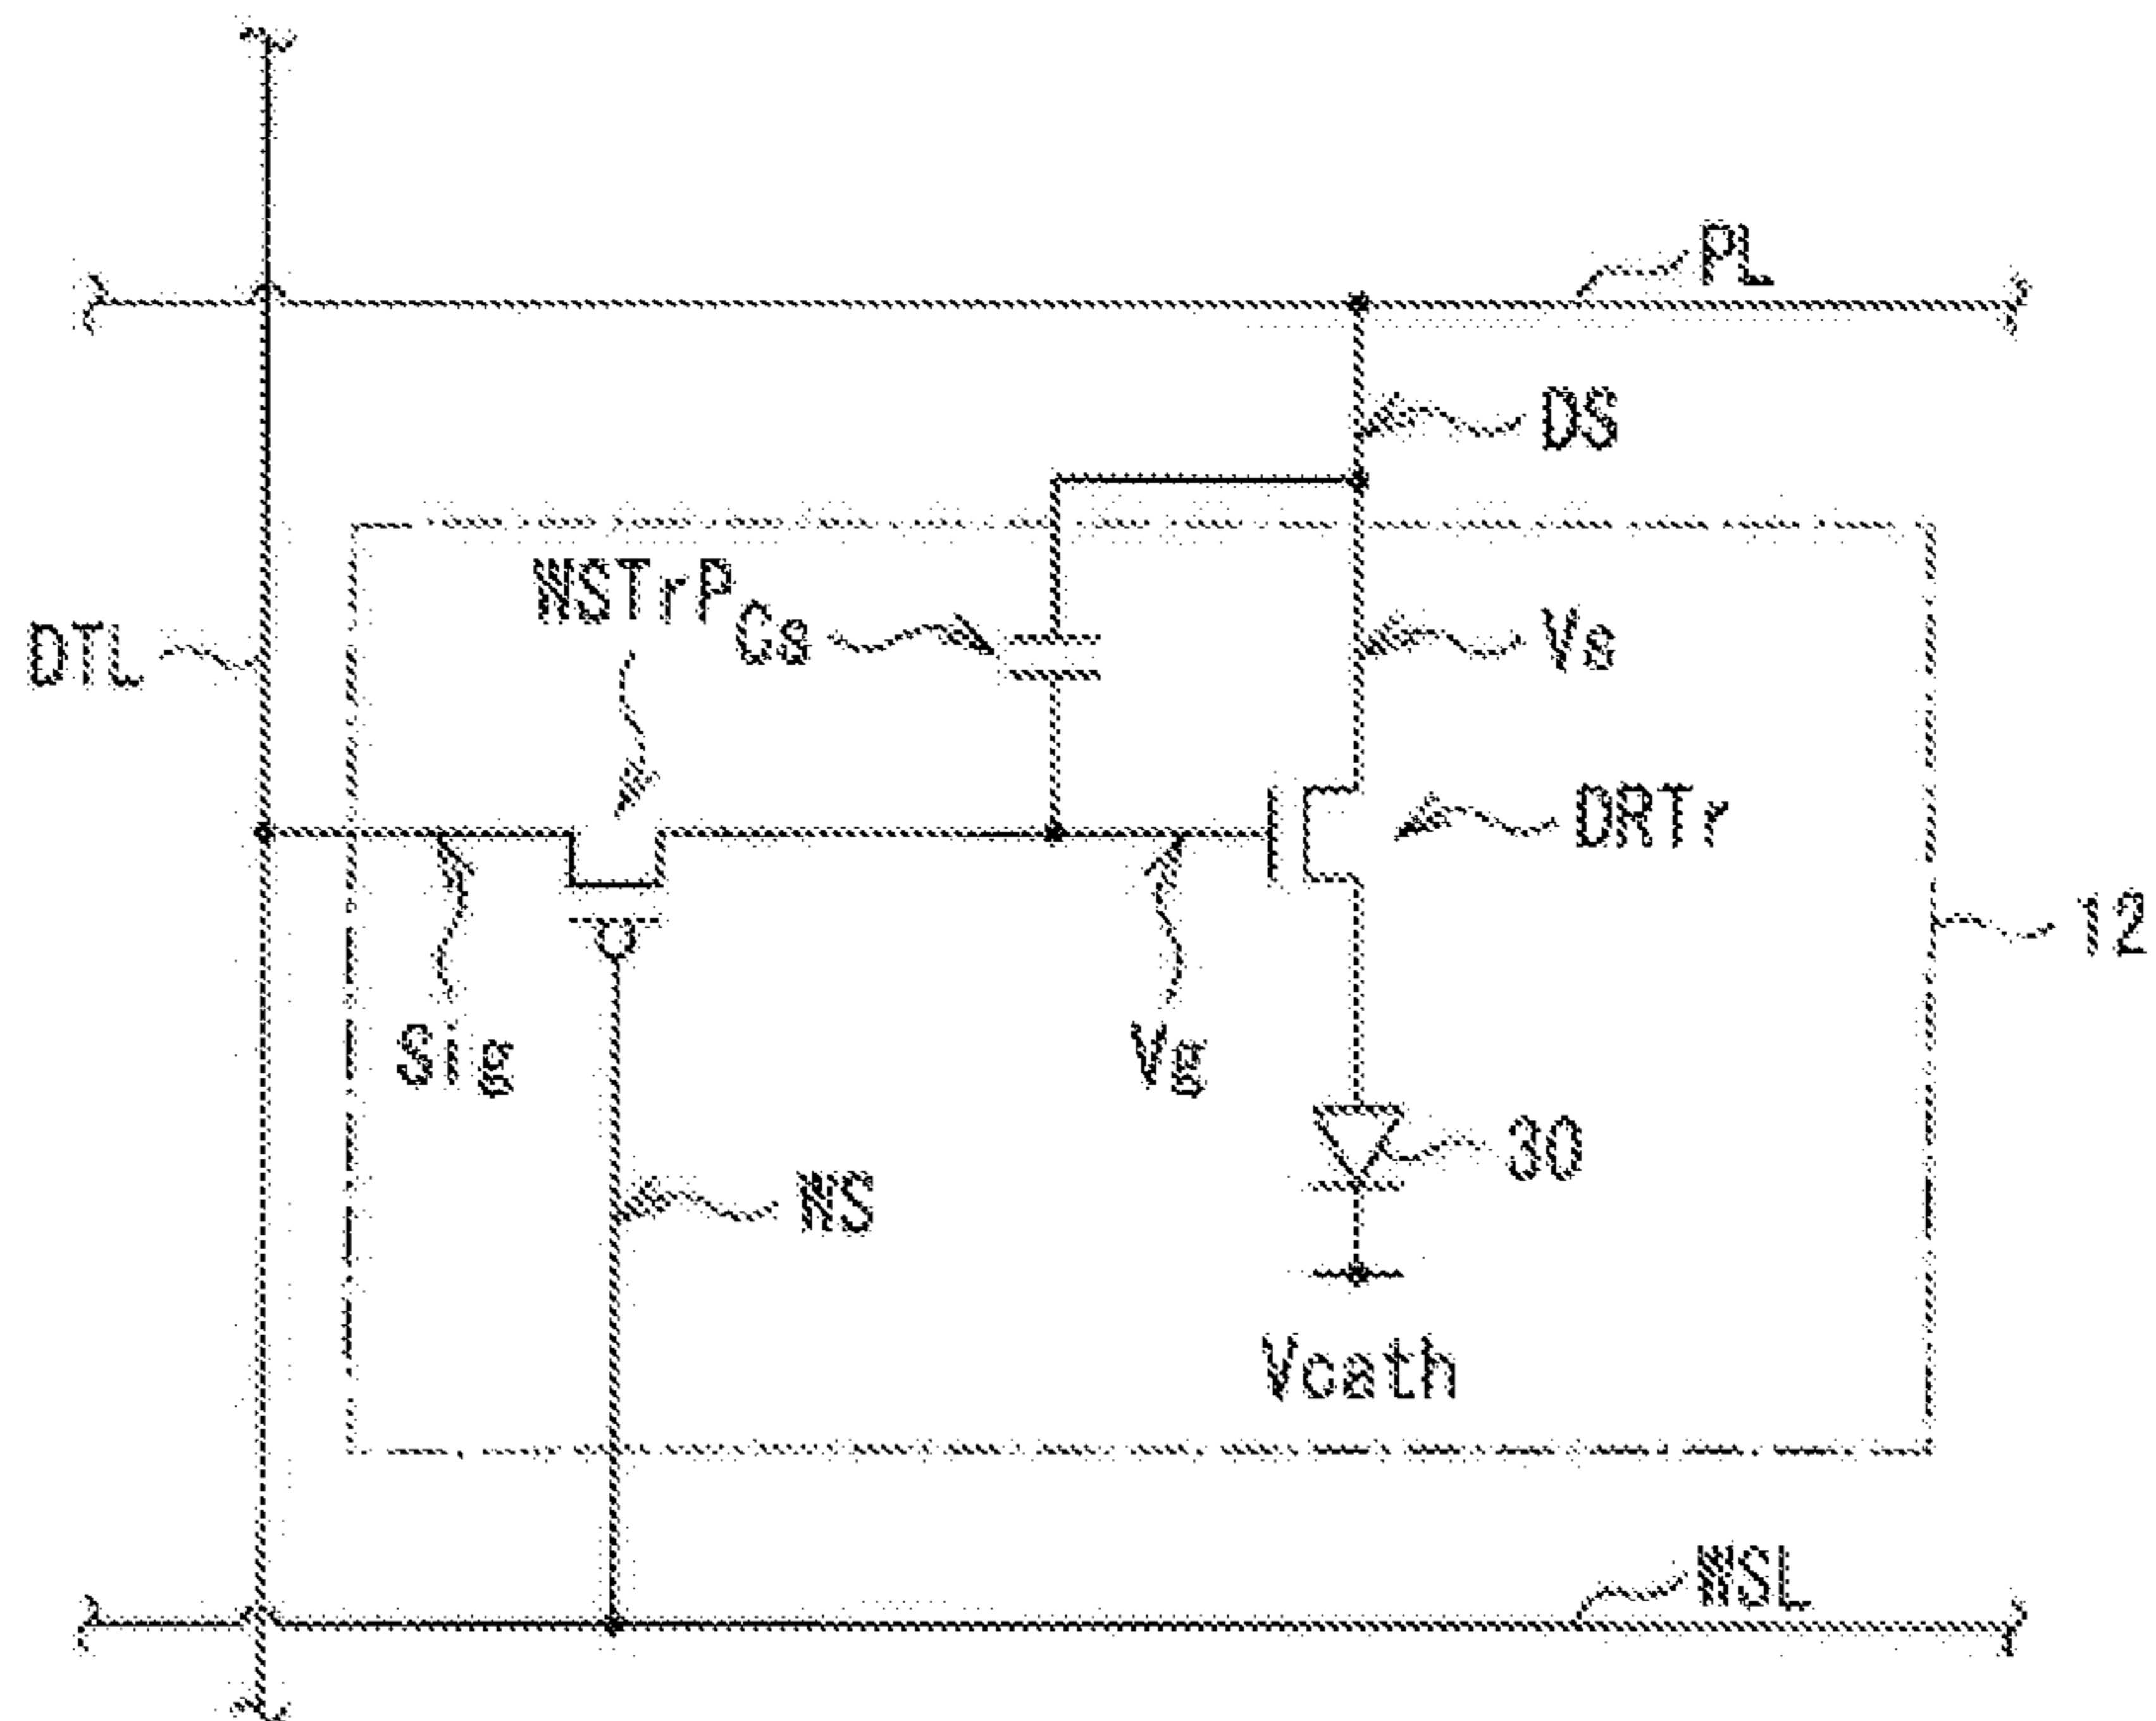 PL
DS
WSTrP
Cs
Vs
DTL
DRTr
12
Sig
Vg
30
WS
Vcath
WSL